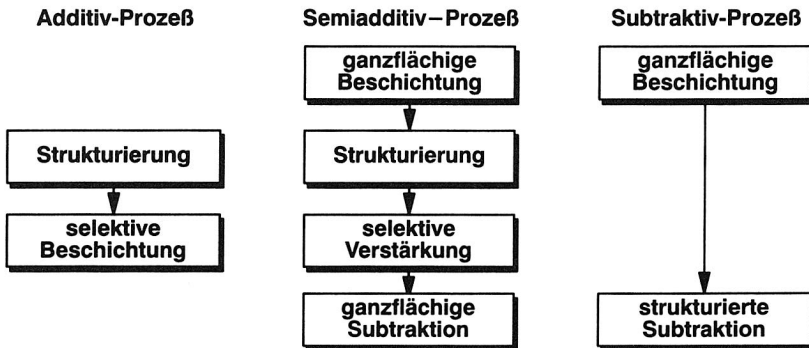 Additiv-Prozeß
Strukturierung
selektive
Beschichtung
Semiadditiv–Prozeß
ganzflächige
Beschichtung
Strukturierung
selektive
Verstärkung
ganzflächige
Subtraktion
Subtraktiv-Prozeß
ganzflächige
Beschichtung
strukturierte
Subtraktion